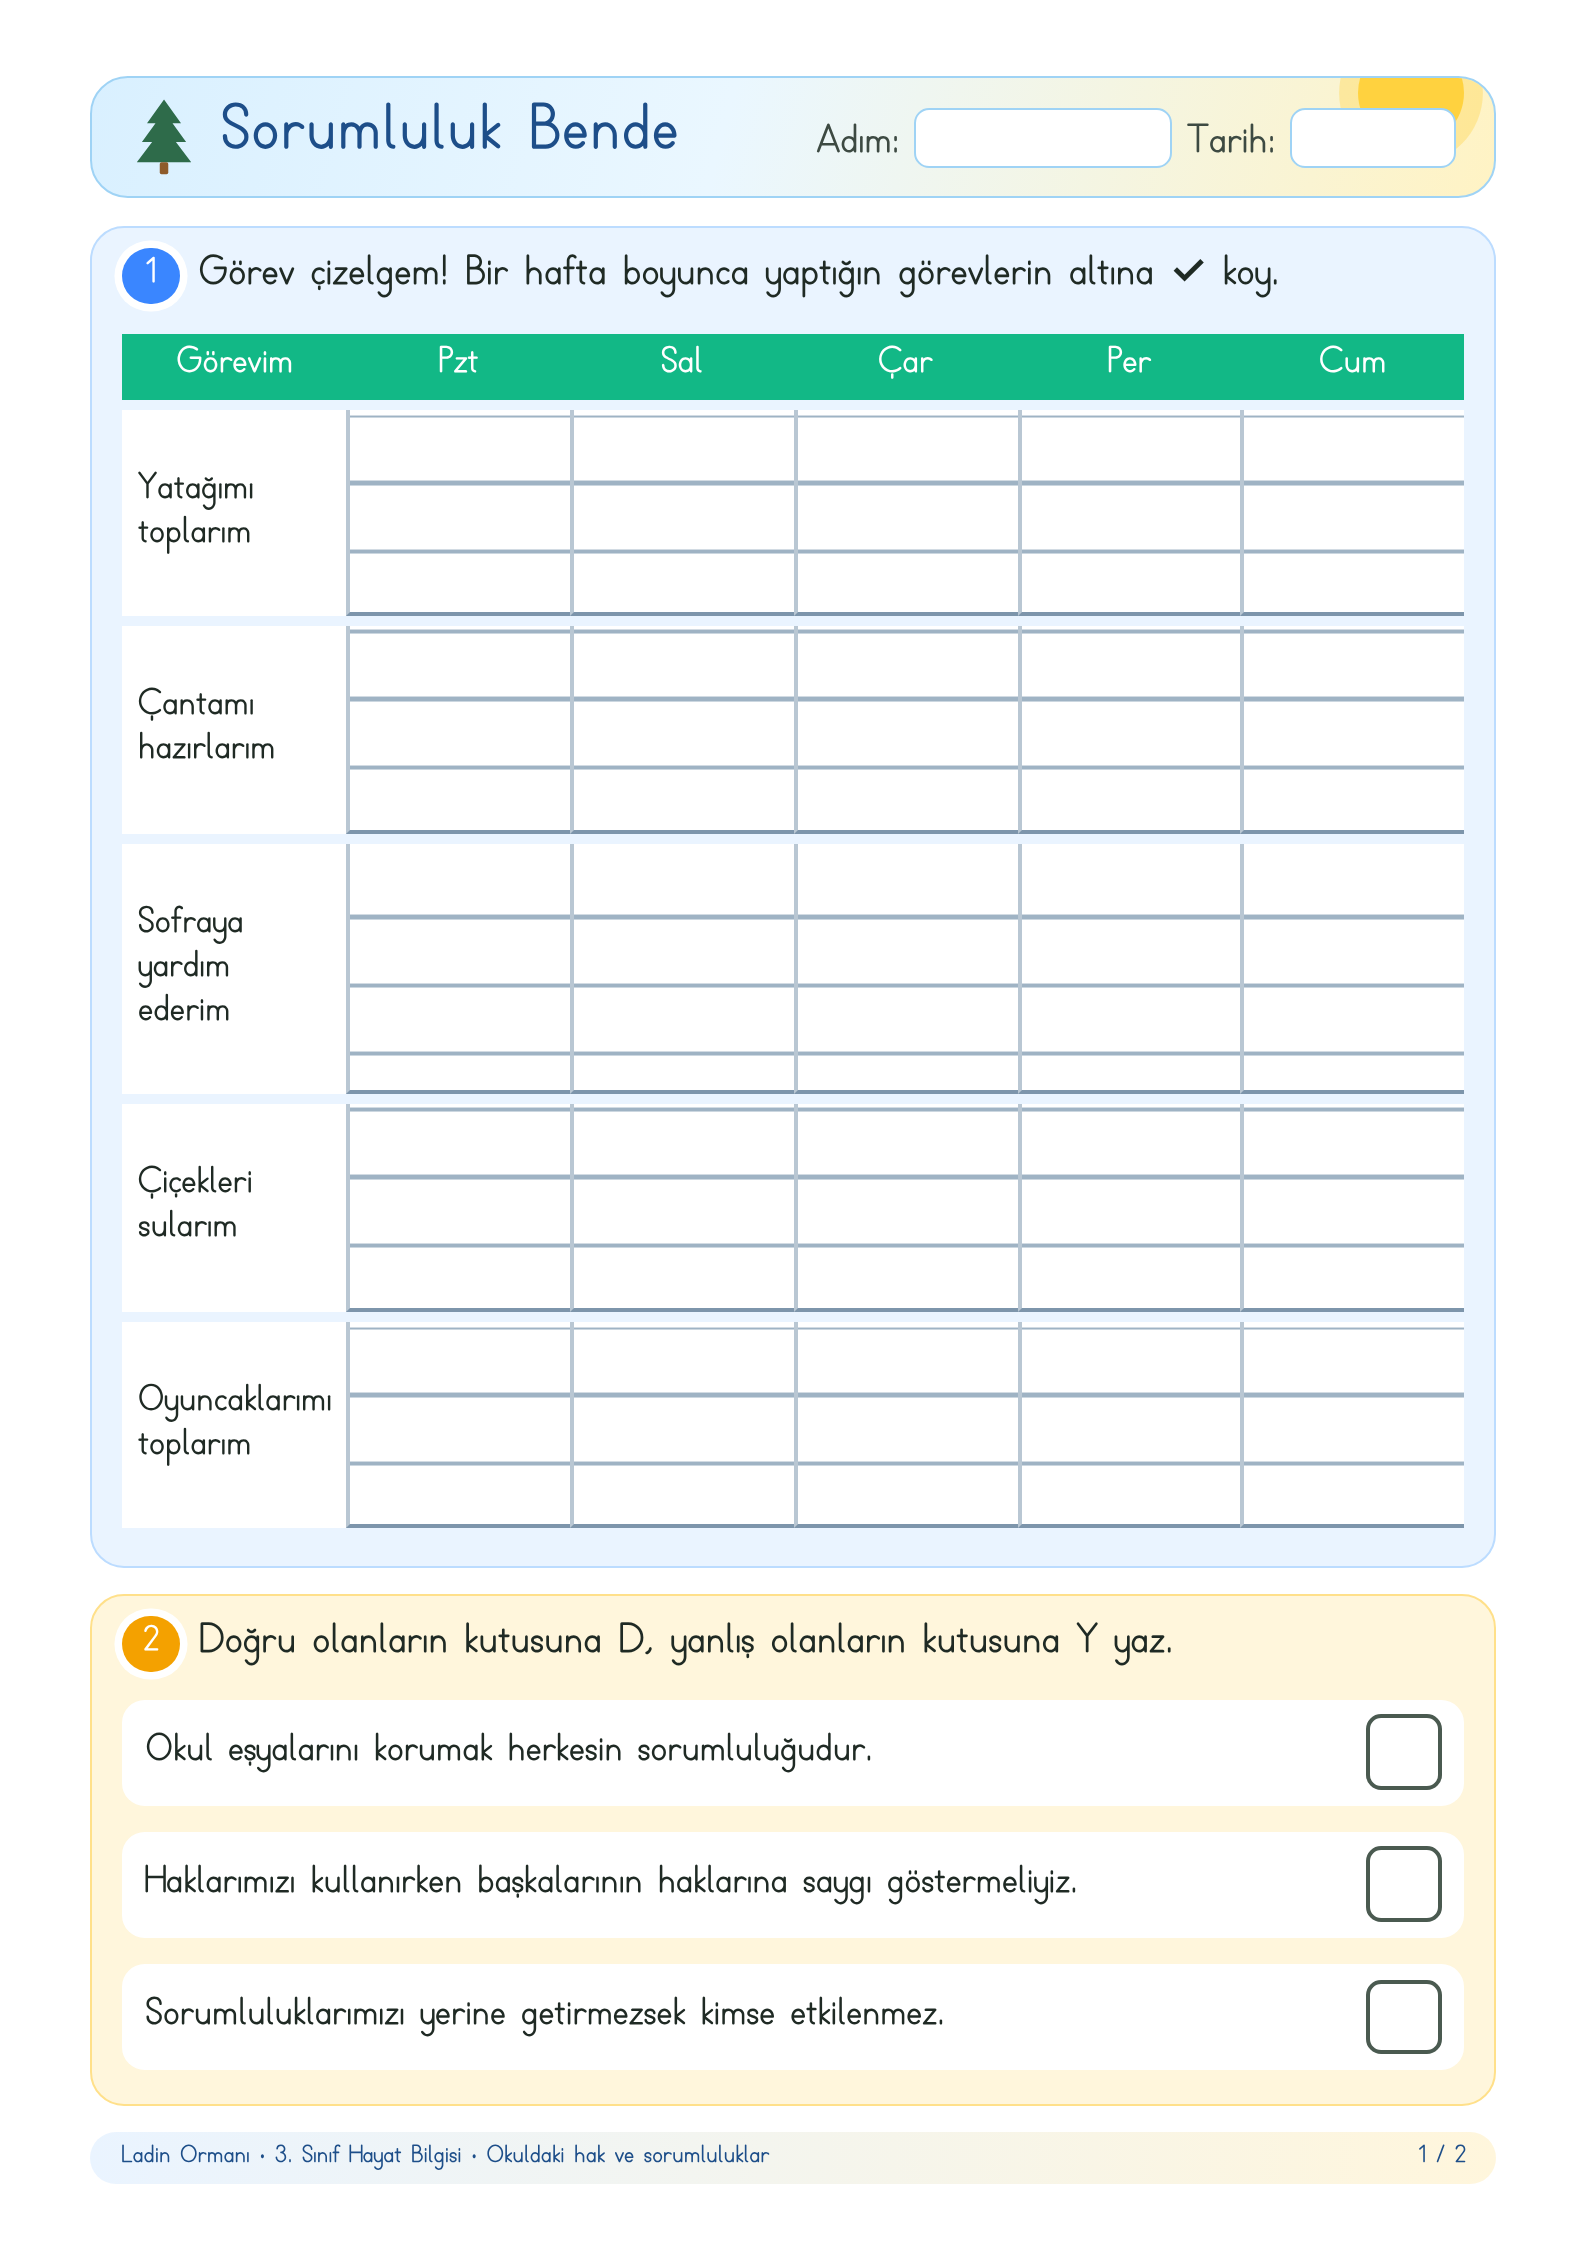 Sorumluluk Bende
Adım:
Tarih:
1
Görev çizelgem! Bir hafta boyunca yaptığın görevlerin altına ✓ koy.
Görevim Pzt Sal Çar Per Cum
Yatağımı
toplarım
Çantamı
hazırlarım
Sofraya
yardım
ederim
Çiçekleri
sularım
Oyuncaklarımı
toplarım
2
Doğru olanların kutusuna D, yanlış olanların kutusuna Y yaz.
Okul eşyalarını korumak herkesin sorumluluğudur.
Haklarımızı kullanırken başkalarının haklarına saygı göstermeliyiz.
Sorumluluklarımızı yerine getirmezsek kimse etkilenmez.
Ladin Ormanı • 3. Sınıf Hayat Bilgisi • Okuldaki hak ve sorumluluklar
1 / 2